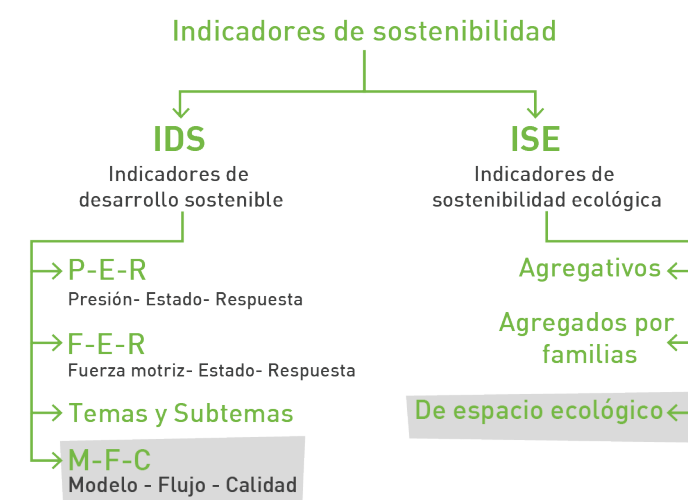 Indicadores de sostenibilidad
IDS
Indicadores de
desarrollo sostenible
P-E-R
Presión- Estado- Respuesta
F-E-R
Fuerza motriz- Estado- Respuesta
Temas y Subtemas
M-F-C
Modelo - Flujo - Calidad
ISE
Indicadores de
sostenibilidad ecológica
Agregativos
Agregados por
familias
De espacio ecológico